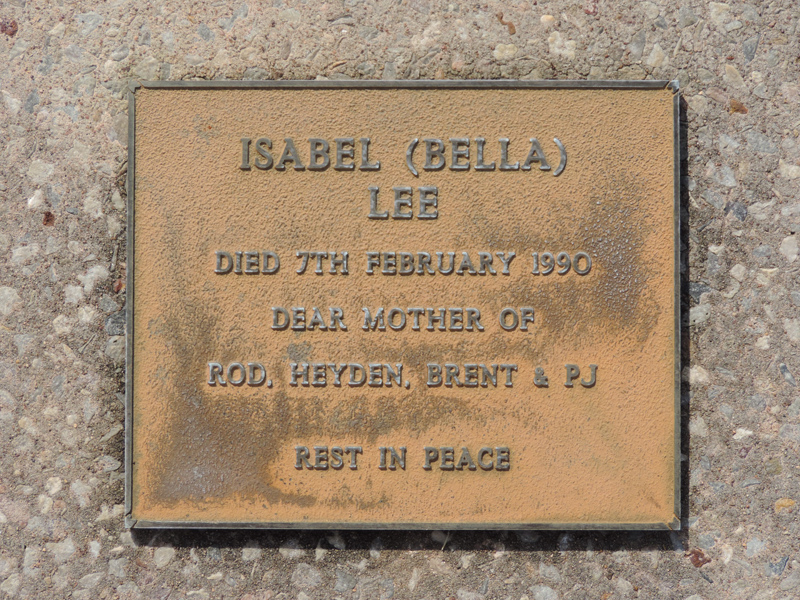 ISABEL (BELLA)
LEE
DIED 7TH FEBRUARY 1990
DEAR MOTHER OF
ROD, HEYDEN, BRENT & PJ
REST IN PEACE